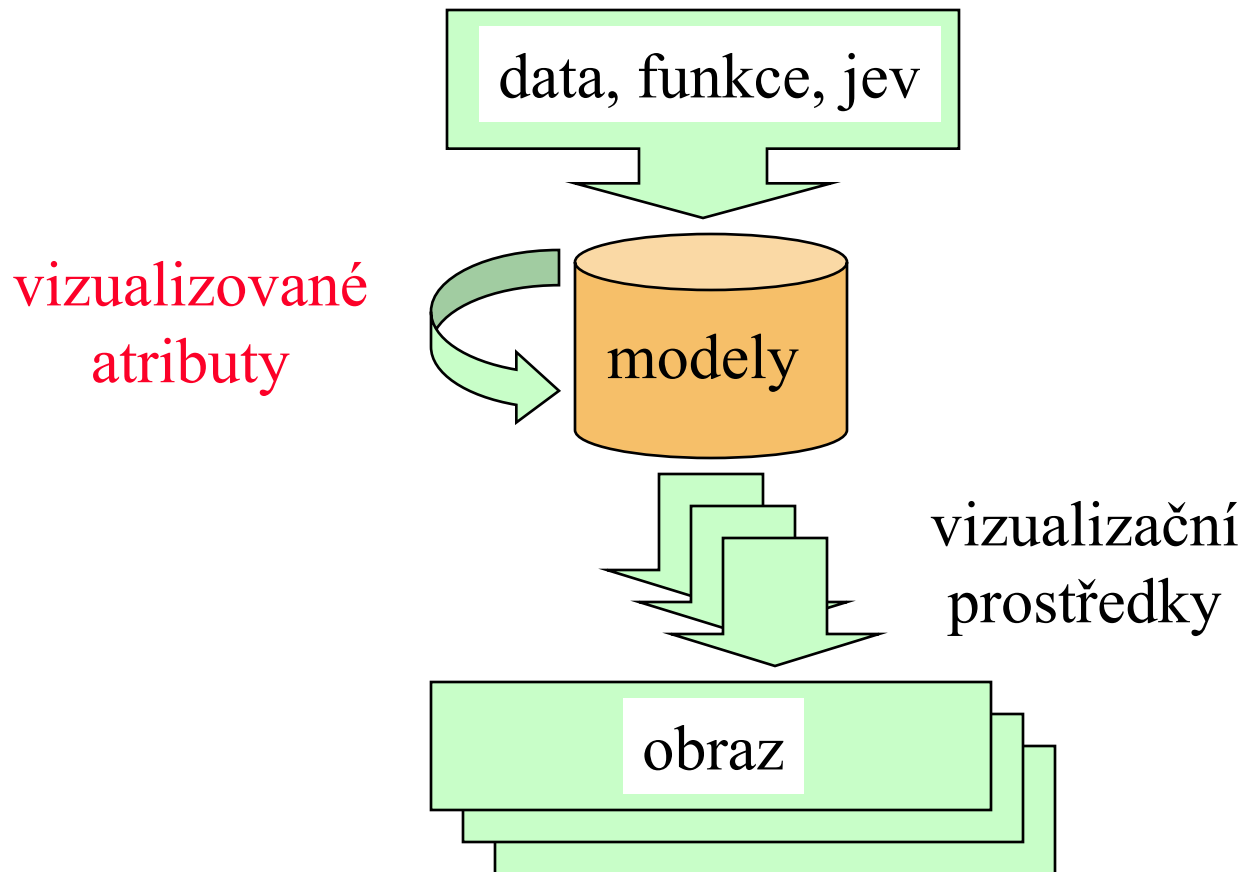 data, funkce, jev
vizualizované
atributy
modely
vizualizační
prostředky
obraz